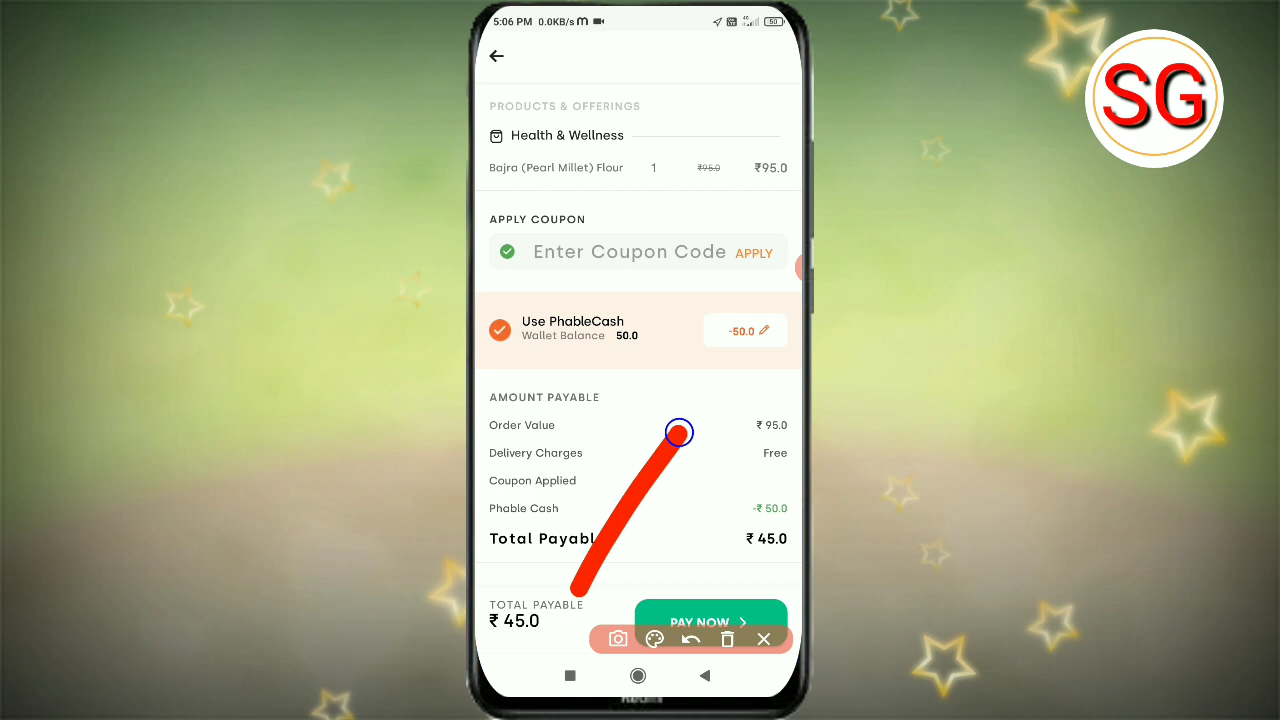 5:06 PM 0.0KB/s
4G
50
SG
PRODUCTS & OFFERINGS
Health & Wellness
Bajra (Pearl Millet) Flour 1 ₹95.0 ₹95.0
APPLY COUPON
Enter Coupon Code APPLY
Use PhableCash
Wallet Balance 50.0
-50.0
AMOUNT PAYABLE
Order Value ₹ 95.0
Delivery Charges Free
Coupon Applied
Phable Cash -₹ 50.0
Total Payabl ₹ 45.0
TOTAL PAYABLE
₹ 45.0
PAY NOW